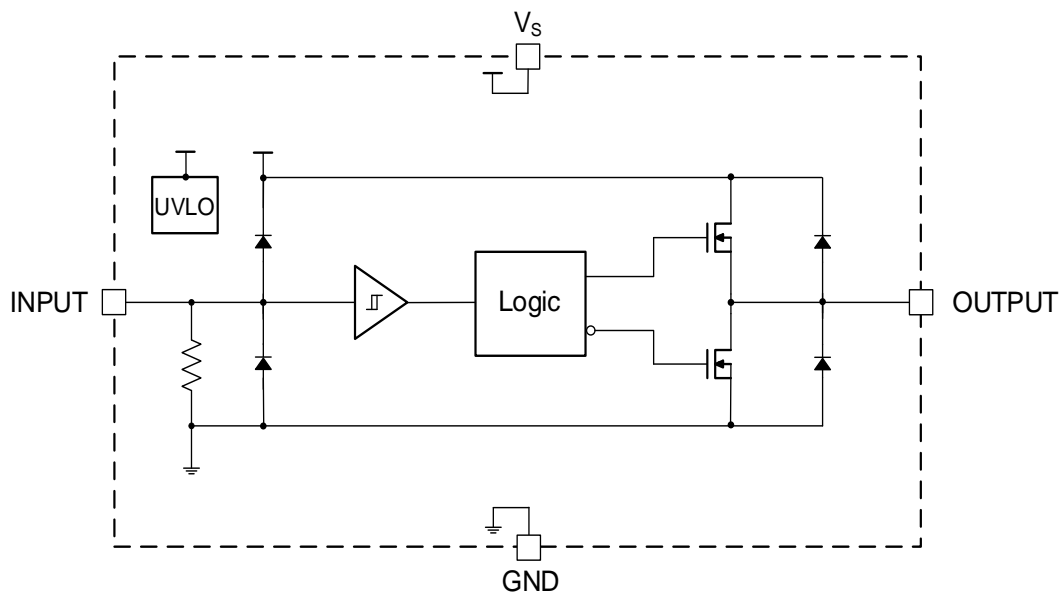 V_S
UVLO
INPUT
Logic
OUTPUT
GND